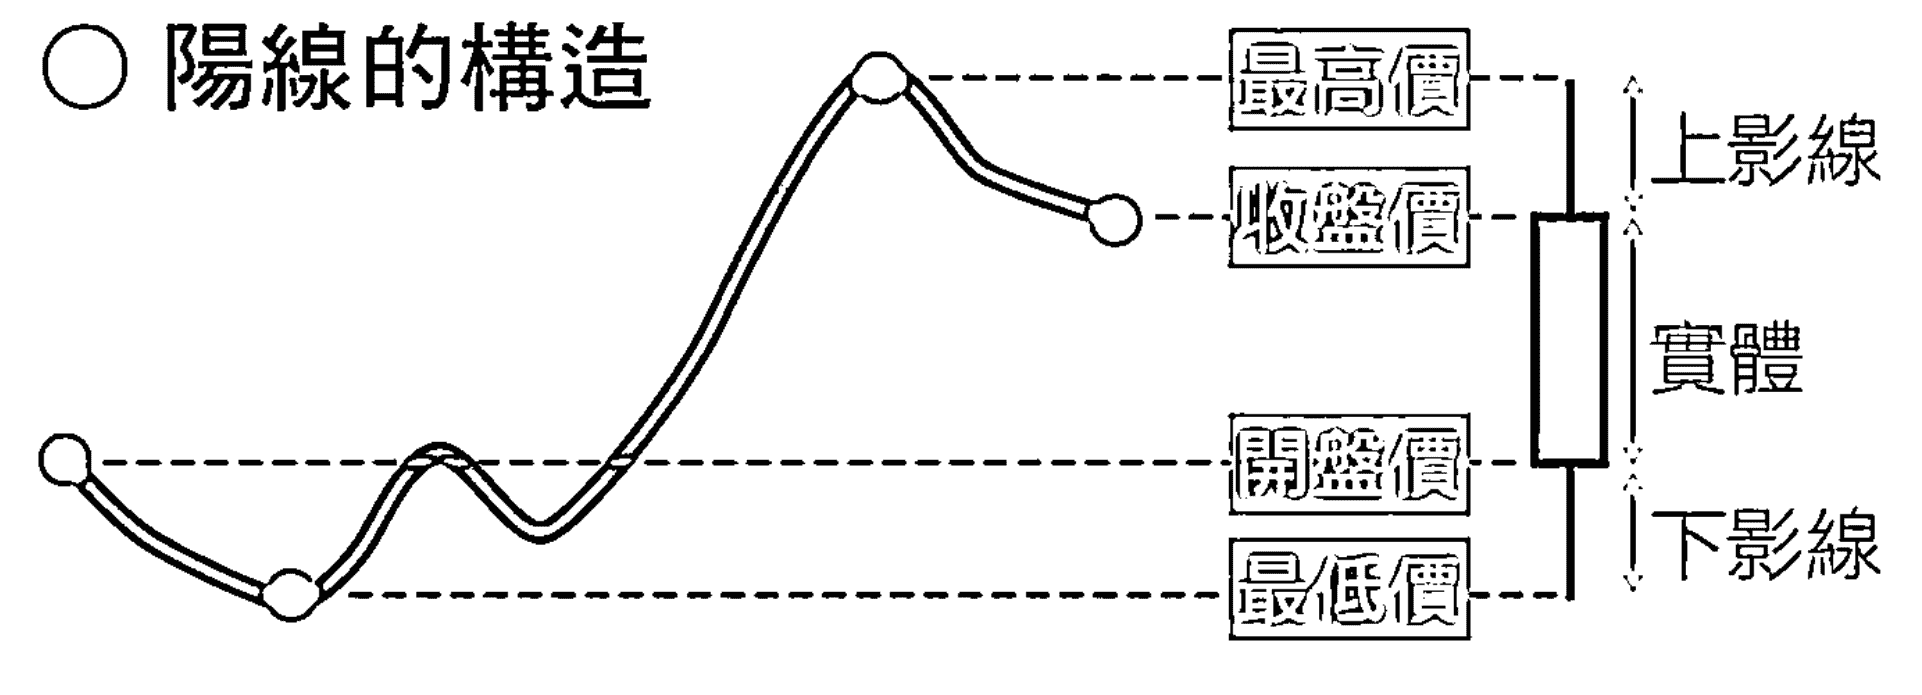 陽線的構造
最高價
上影線
收盤價
實體
開盤價
下影線
最低價